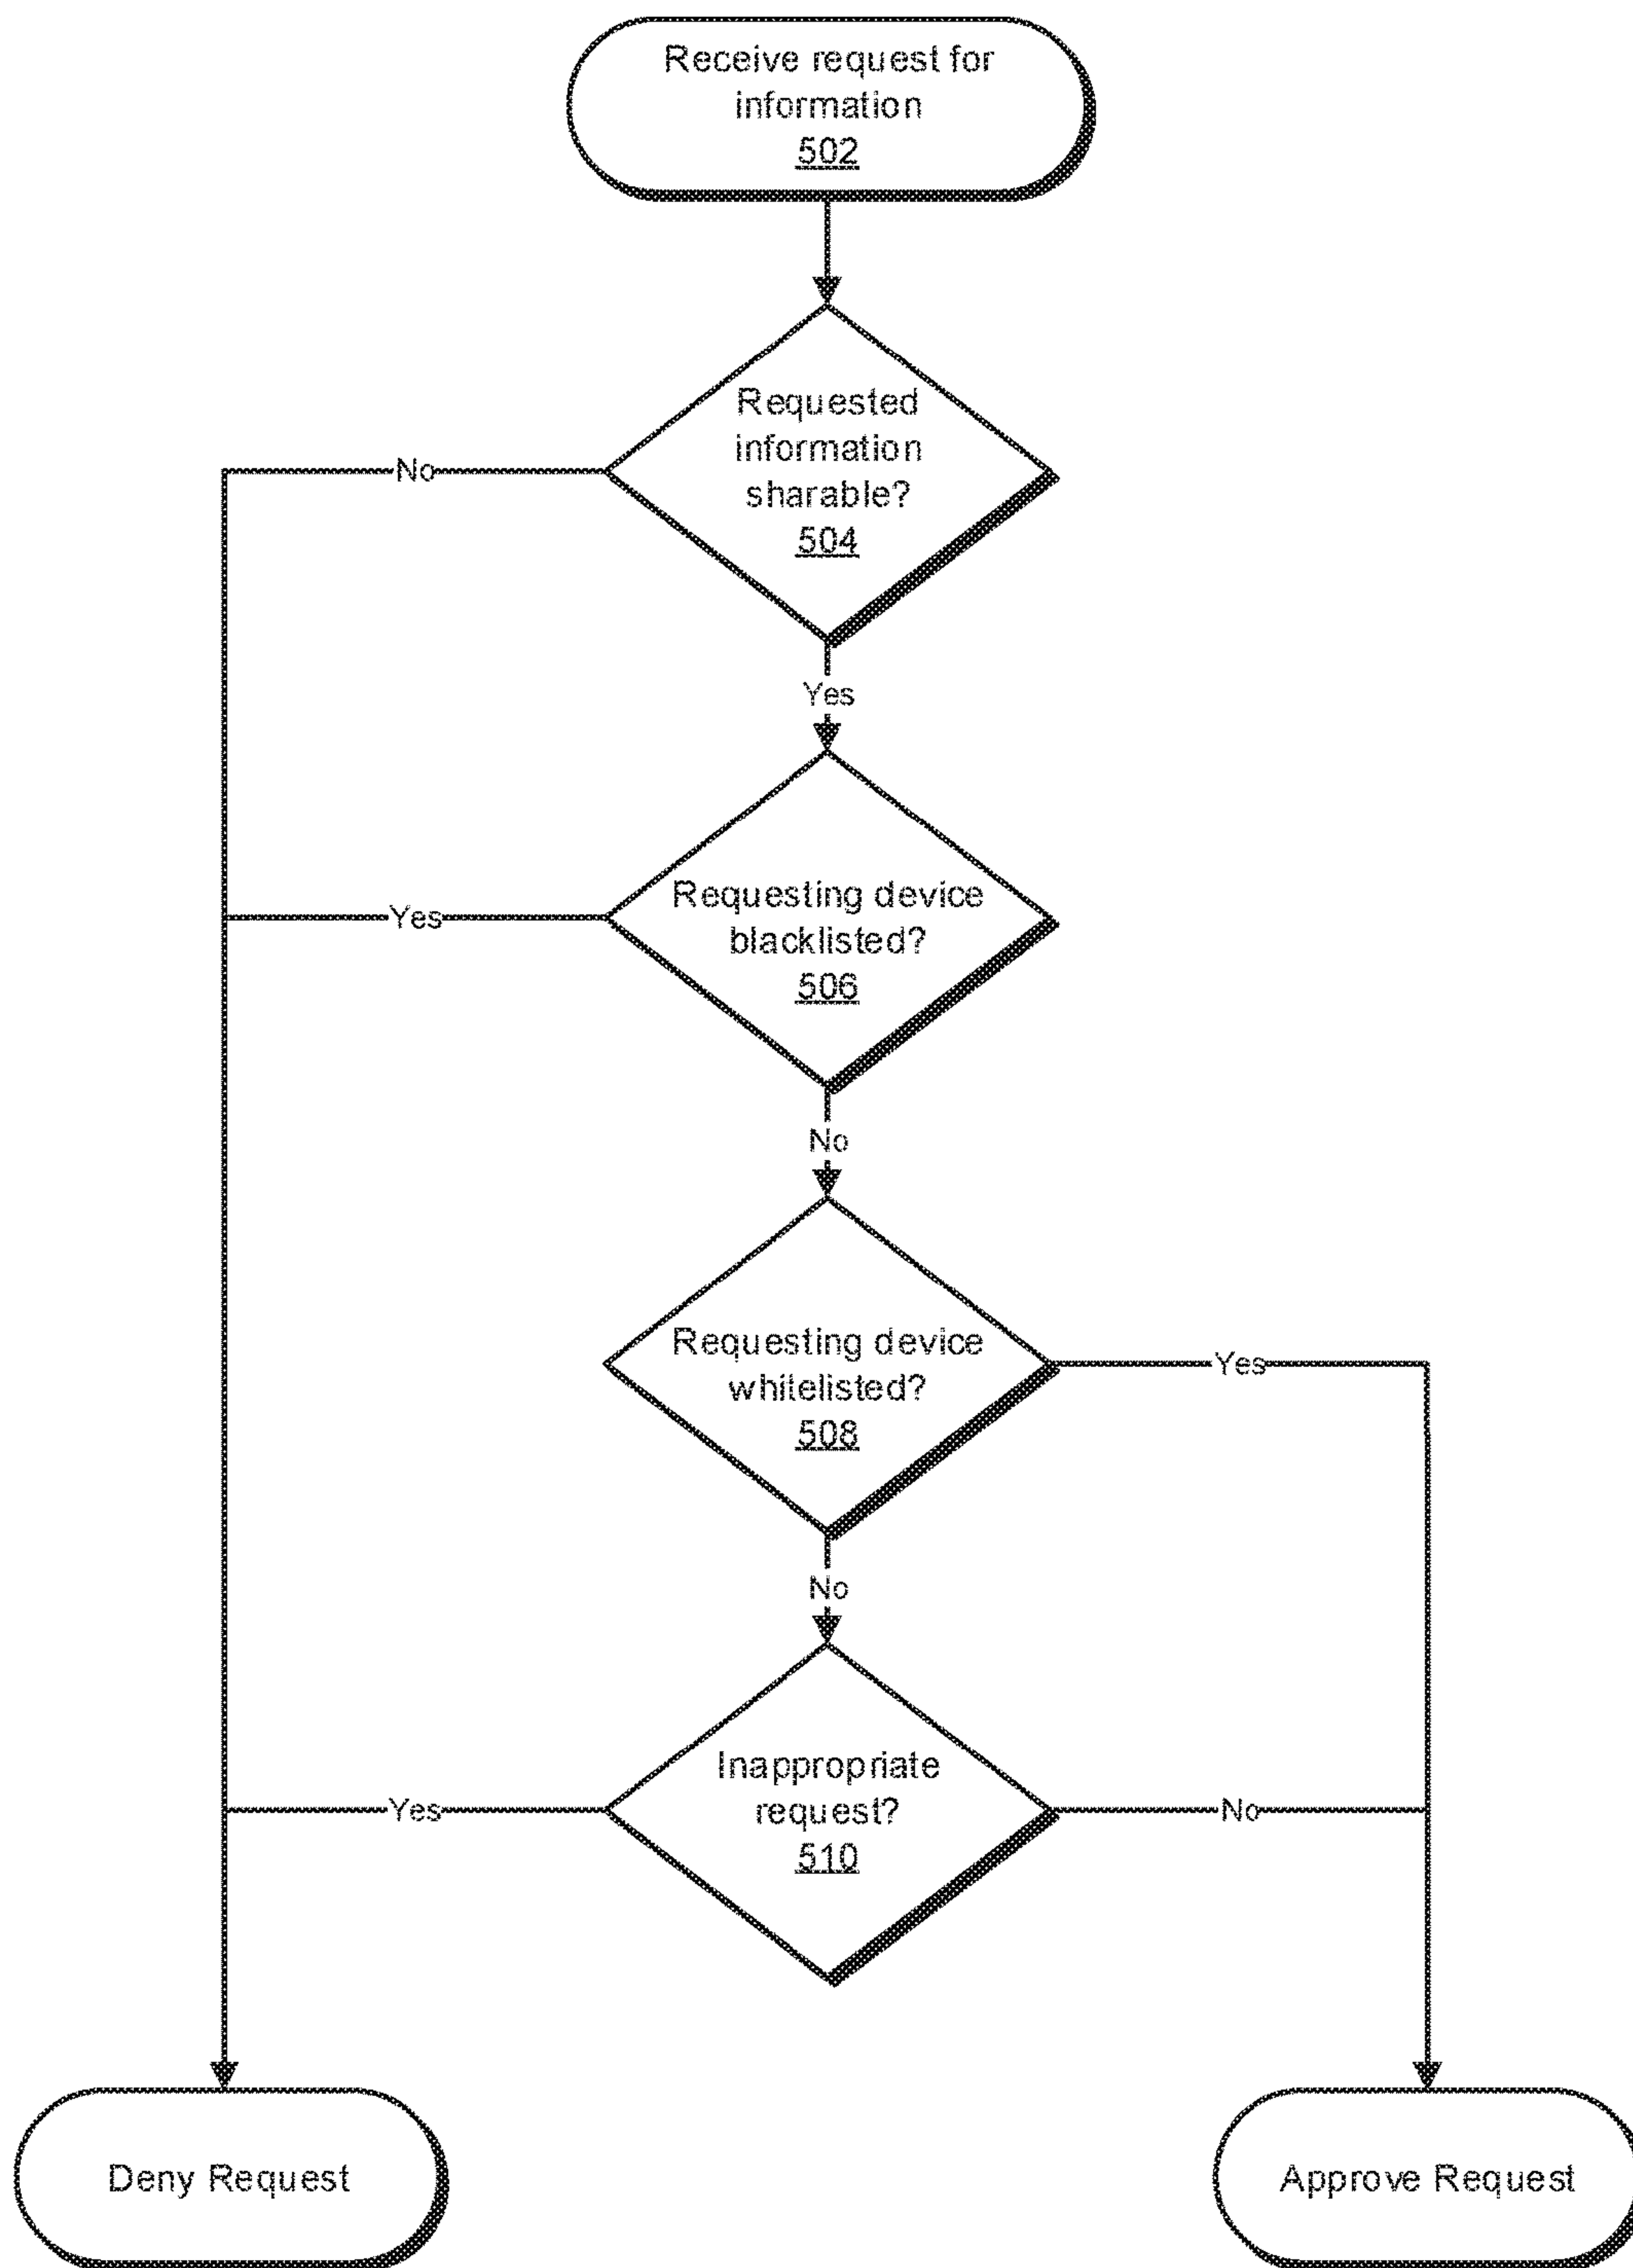 Receive request for
information
502
Requested
information
sharable?
504
No
Yes
Requesting device
blacklisted?
506
Yes
No
Requesting device
whitelisted?
508
Yes
No
Inappropriate
request?
510
Yes
No
Deny Request
Approve Request